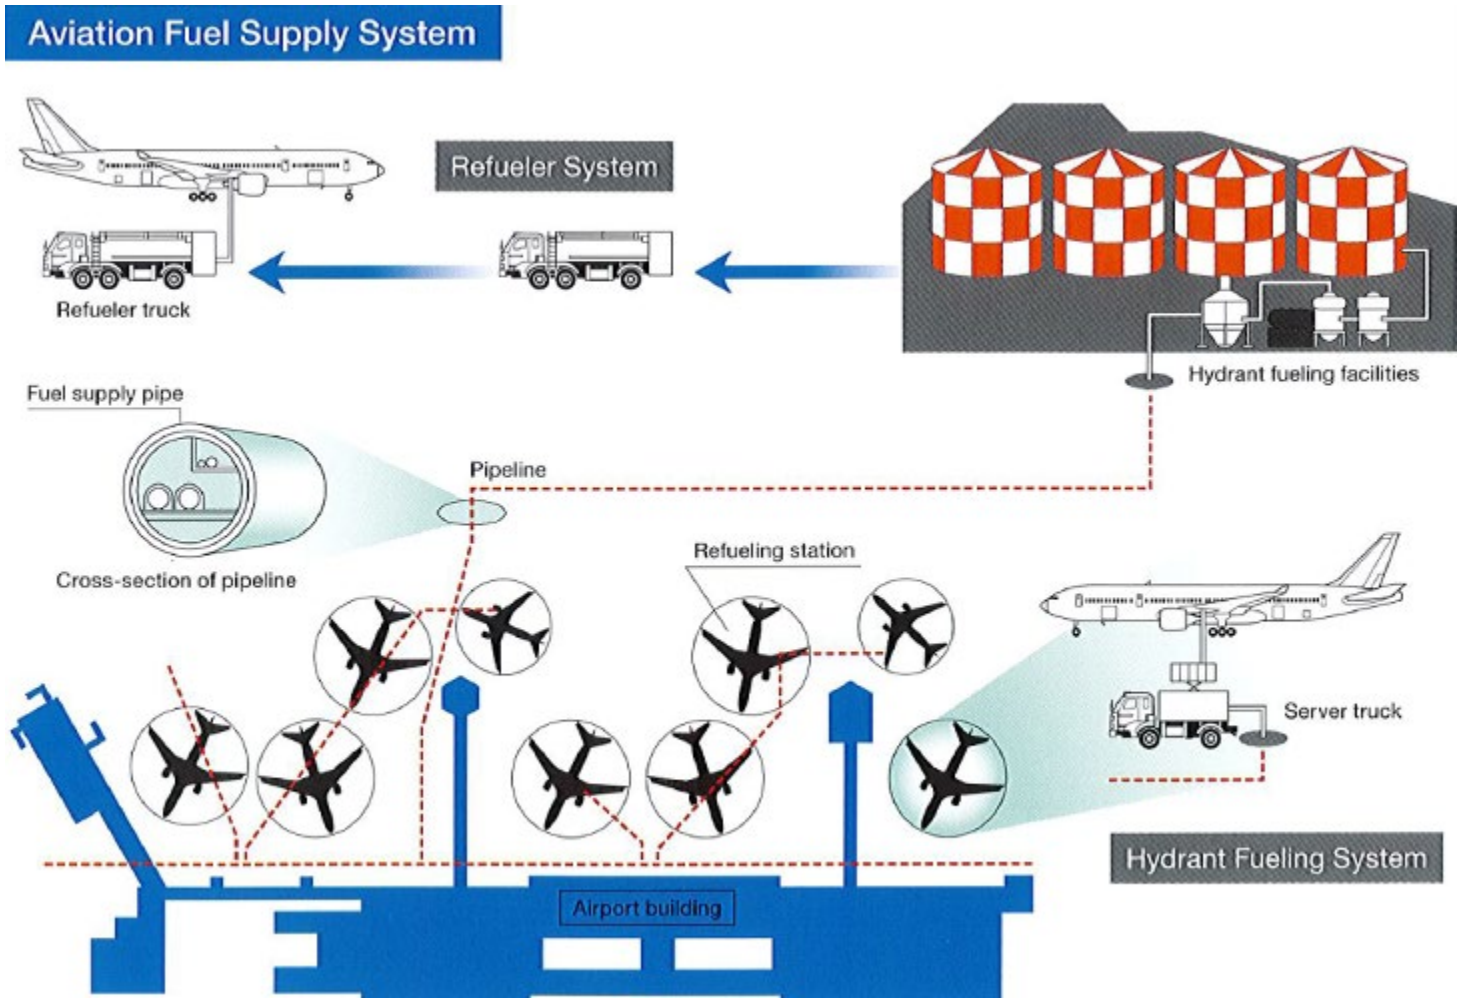 Aviation Fuel Supply System
Refueler System
Refueler truck
Hydrant fueling facilities
Fuel supply pipe
Pipeline
Cross-section of pipeline
Refueling station
Server truck
Hydrant Fueling System
Airport building